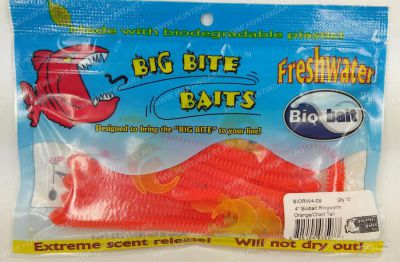 Made with biodegradable plastic!
BIG BITE
BAITS
Freshwater
Bio bait
Designed to bring the "BIG BITE" to your line!
BIORW4-09 Qty 10
4" Biobait Ringworm
Orange/Chart Tail
Extreme scent release!
Will not dry out!